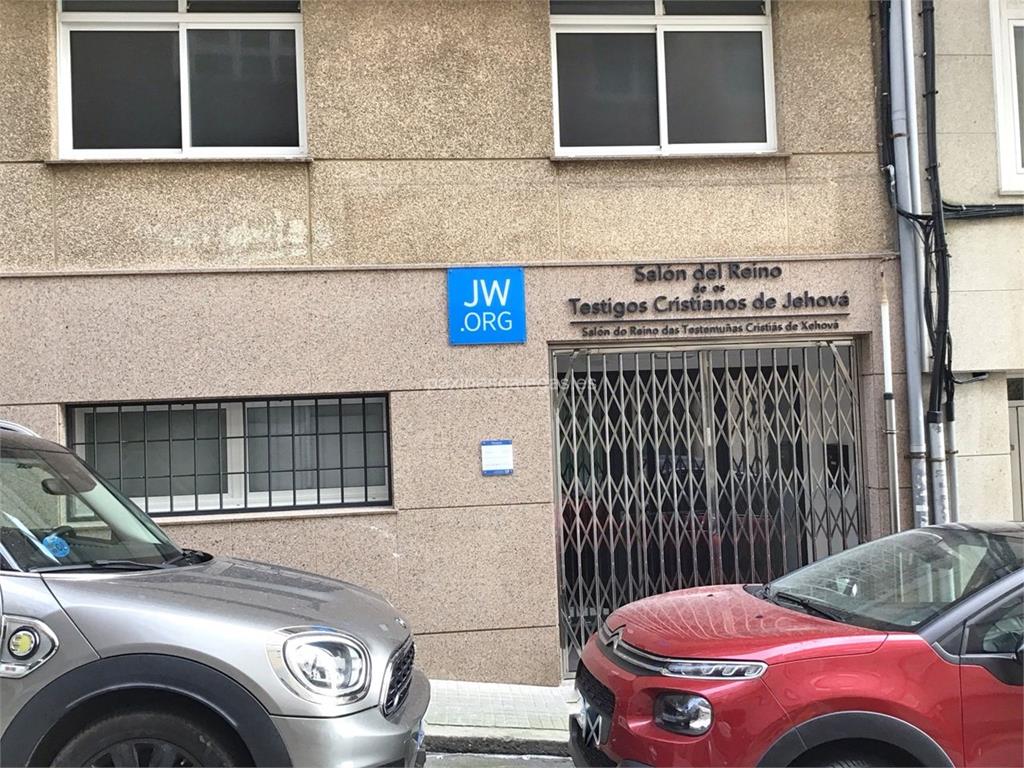 JW
.ORG
Salón del Reino
de os
Testigos Cristianos de Jehová
Salón do Reino das Testemuñas Cristiás de Xehová